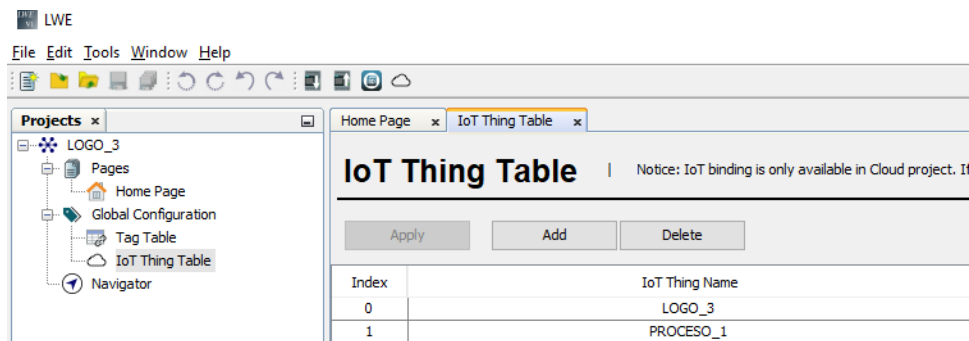 LWE
File Edit Tools Window Help
Projects x
LOGO_3
Pages
Home Page
Global Configuration
Tag Table
IoT Thing Table
Navigator
Home Page x IoT Thing Table x
IoT Thing Table | Notice: IoT binding is only available in Cloud project. If
Apply Add Delete
Index IoT Thing Name
0 LOGO_3
1 PROCESO_1